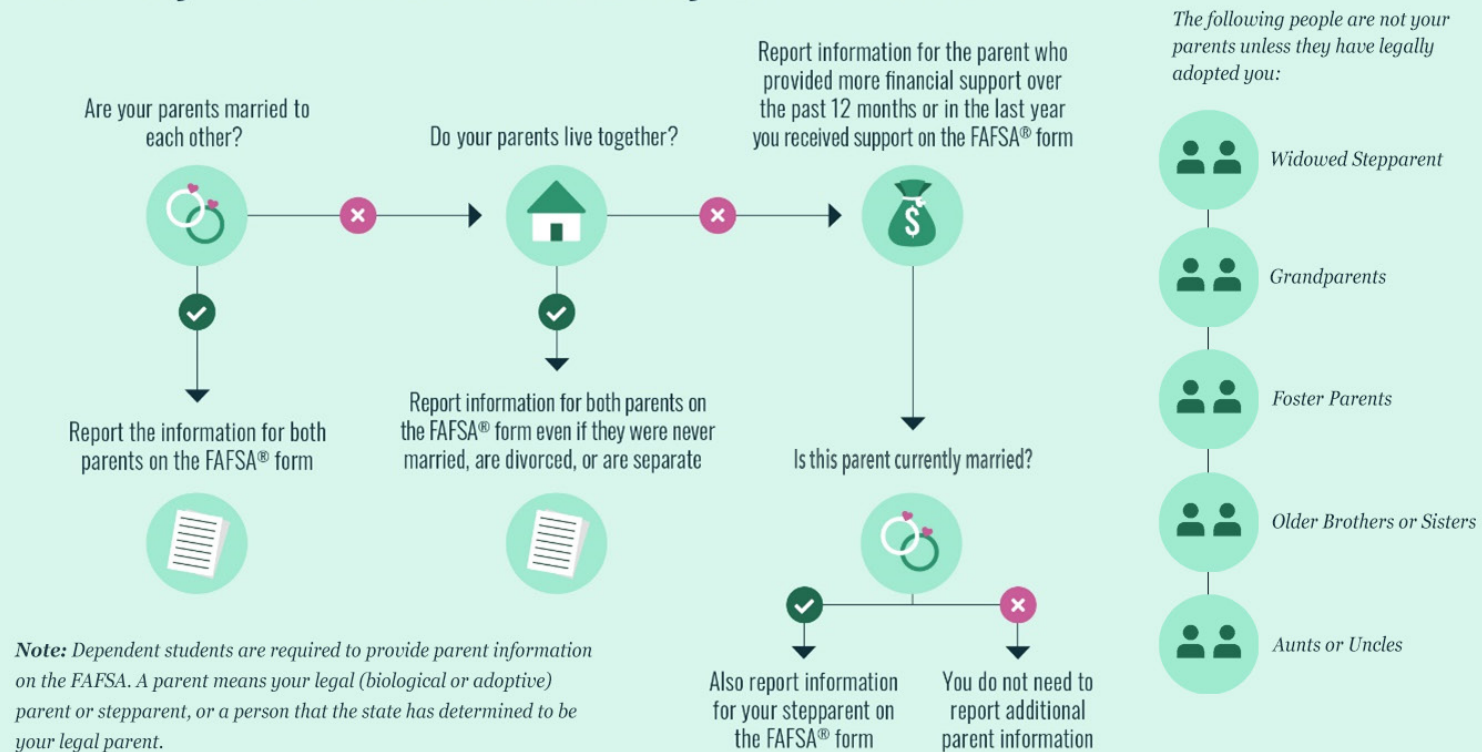 Are your parents married to
each other?
Do your parents live together?
Report information for the parent who
provided more financial support over
the past 12 months or in the last year
you received support on the FAFSA® form
Report the information for both
parents on the FAFSA® form
Report information for both parents on
the FAFSA® form even if they were never
married, are divorced, or are separate
Is this parent currently married?
$
Also report information
for your stepparent on
the FAFSA® form
You do not need to
report additional
parent information
Note: Dependent students are required to provide parent information
on the FAFSA. A parent means your legal (biological or adoptive)
parent or stepparent, or a person that the state has determined to be
your legal parent.
The following people are not your
parents unless they have legally
adopted you:
Widowed Stepparent
Grandparents
Foster Parents
Older Brothers or Sisters
Aunts or Uncles